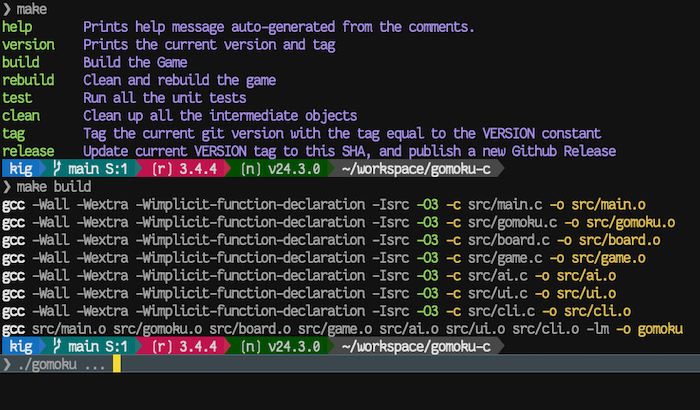 ❯ make
help Prints help message auto-generated from the comments.
version Prints the current version and tag
build Build the Game
rebuild Clean and rebuild the game
test Run all the unit tests
clean Clean up all the intermediate objects
tag Tag the current git version with the tag equal to the VERSION constant
release Update current VERSION tag to this SHA, and publish a new Github Release
kig main S:1 (r) 3.4.4 (n) v24.3.0 ~/workspace/gomoku-c
❯ make build
gcc -Wall -Wextra -Wimplicit-function-declaration -Isrc -O3 -c src/main.c -o src/main.o
gcc -Wall -Wextra -Wimplicit-function-declaration -Isrc -O3 -c src/gomoku.c -o src/gomoku.o
gcc -Wall -Wextra -Wimplicit-function-declaration -Isrc -O3 -c src/board.c -o src/board.o
gcc -Wall -Wextra -Wimplicit-function-declaration -Isrc -O3 -c src/game.c -o src/game.o
gcc -Wall -Wextra -Wimplicit-function-declaration -Isrc -O3 -c src/ai.c -o src/ai.o
gcc -Wall -Wextra -Wimplicit-function-declaration -Isrc -O3 -c src/ui.c -o src/ui.o
gcc -Wall -Wextra -Wimplicit-function-declaration -Isrc -O3 -c src/cli.c -o src/cli.o
gcc src/main.o src/gomoku.o src/board.o src/game.o src/ai.o src/ui.o src/cli.o -lm -o gomoku
kig main S:1 (r) 3.4.4 (n) v24.3.0 ~/workspace/gomoku-c
❯ ./gomoku ...